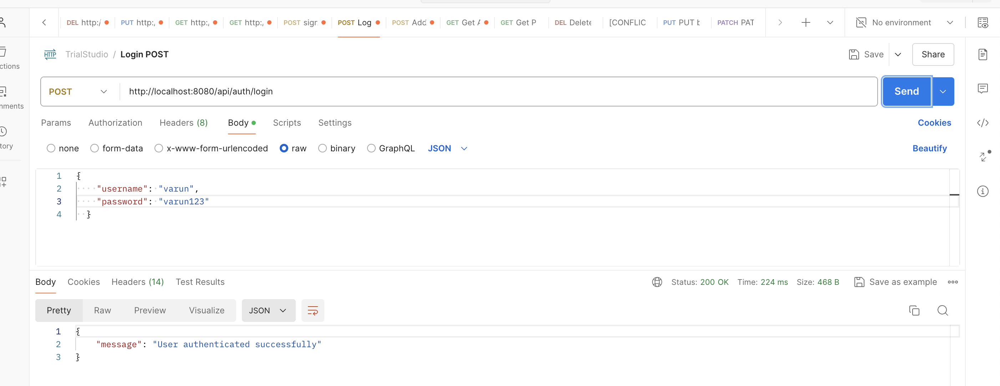 DEL http:/ PUT http:, GET http:, GET http:, POST sigr POST Log POST Add GET Get A GET Get P DEL Delete [CONFLIC PUT PUT b PATCH PAT No environment
HTTP TrialStudio / Login POST Save Share
ctions
POST http://localhost:8080/api/auth/login Send
nments
Params Authorization Headers (8) Body Scripts Settings Cookies
tory
none form-data x-www-form-urlencoded raw binary GraphQL JSON Beautify
1 {
2 "username": "varun",
3 "password": "varun123"
4 }
Body Cookies Headers (14) Test Results Status: 200 OK Time: 224 ms Size: 468 B Save as example
Pretty Raw Preview Visualize JSON
1 {
2 "message": "User authenticated successfully"
3 }